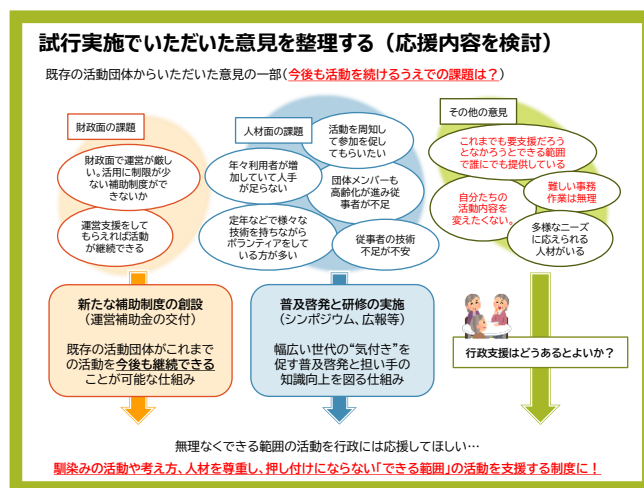 試行実施でいただいた意見を整理する（応援内容を検討）
既存の活動団体からいただいた意見の一部（今後も活動を続けるうえでの課題は？）
財政面の課題
財政面で運営が厳し
い。活用に制限が少
ない補助制度がで
きないか
運営支援をして
もらえれば活動
が継続できる
人材面の課題
活動を周知し
て参加を促し
てもらいたい
年々利用者が増
加していて人手
が足らない
団体メンバーも
高齢化が進み従
事者が不足
定年などで様々な
技術を持ちながら
ボランティアをして
いる方が多い
従事者の技術
不足が不安
その他の意見
これまでも要支援だろう
となかろうとできる範囲
で誰にでも提供している
難しい事務
作業は無理
自分たちの
活動内容を
変えたくない。
多様なニーズ
に応えられる
人材がいる
新たな補助制度の創設
（運営補助金の交付）
既存の活動団体がこれまで
の活動を今後も継続できる
ことが可能な仕組み
普及啓発と研修の実施
（シンポジウム、広報等）
幅広い世代の“気付き”を
促す普及啓発と担い手の
知識向上を図る仕組み
行政支援はどうあるとよいか？
無理なくできる範囲の活動を行政には応援してほしい…
馴染みの活動や考え方、人材を尊重し、押し付けにならない「できる範囲」の活動を支援する制度に！